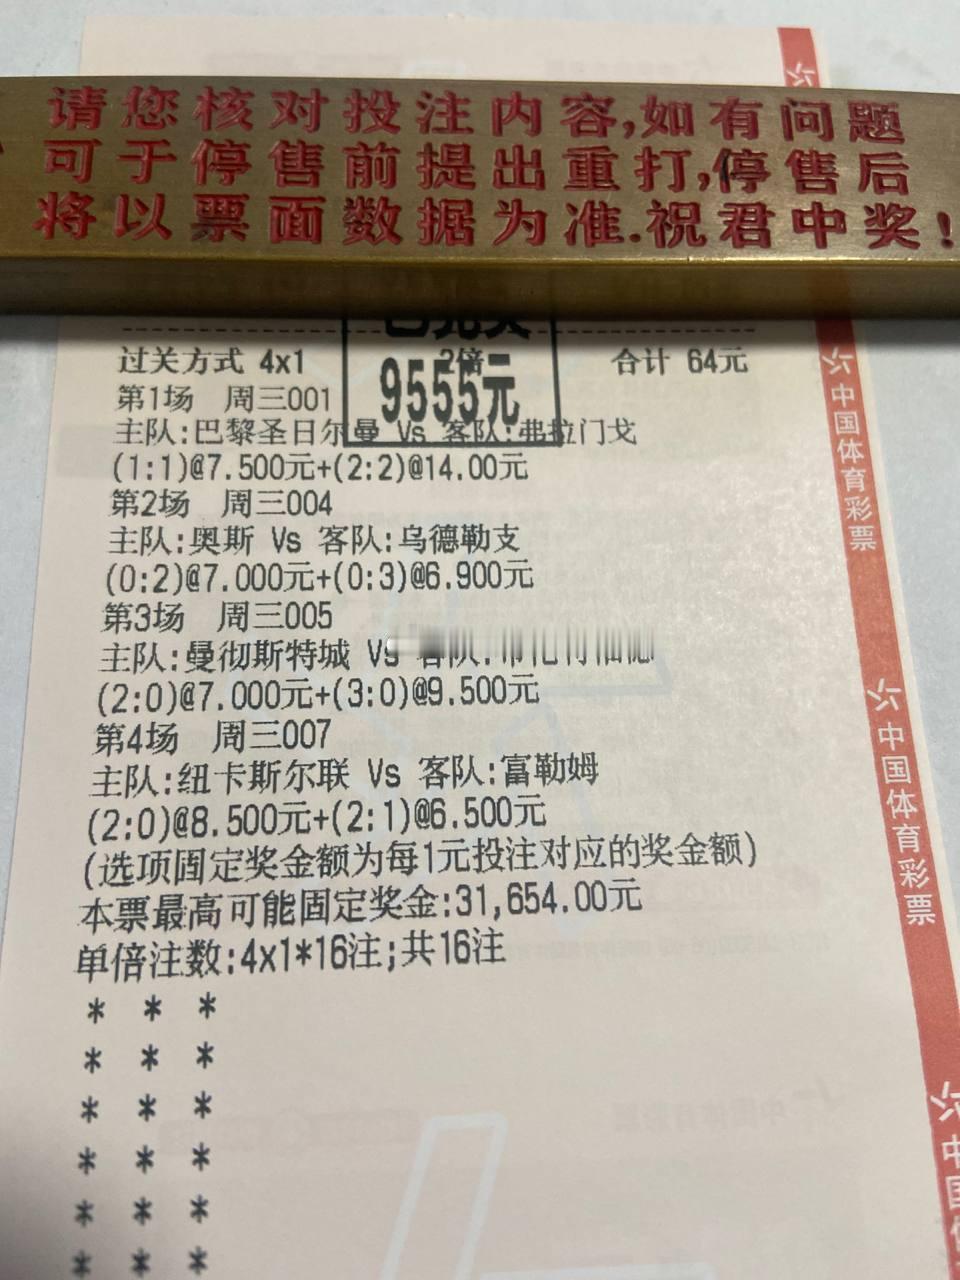 请您核对投注内容,如有问题
可于停售前提出重打,停售后
将以票面数据为准.祝君中奖!
过关方式 4x1 2倍 合计 64元
9555元
第1场 周三001
主队:巴黎圣日尔曼 Vs 客队:弗拉门戈
(1:1)@7.500元+(2:2)@14.00元
第2场 周三004
主队:奥斯 Vs 客队:乌德勒支
(0:2)@7.000元+(0:3)@6.900元
第3场 周三005
主队:曼彻斯特城 Vs 客队:
(2:0)@7.000元+(3:0)@9.500元
第4场 周三007
主队:纽卡斯尔联 Vs 客队:富勒姆
(2:0)@8.500元+(2:1)@6.500元
(选项固定奖金额为每1元投注对应的奖金额)
本票最高可能固定奖金:31,654.00元
单倍注数:4x1*16注;共16注
* * *
* * *
* * *
* * *
* * *
* * *
中国体育彩票
中国体育彩票
中国体